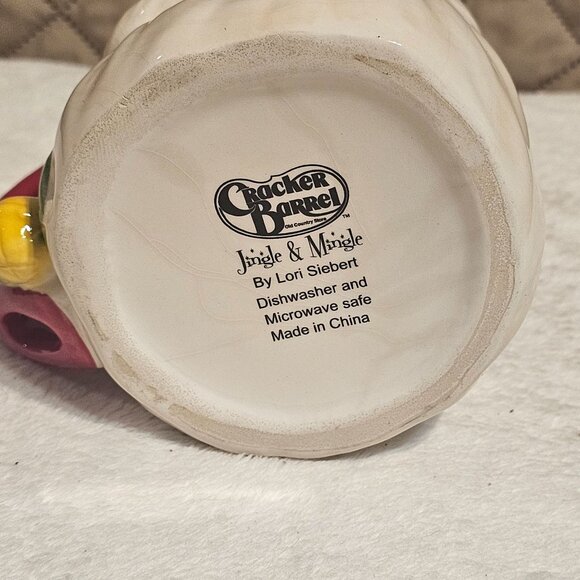 Cracker
Barrel
Old Country Store
TM
Jingle & Mingle
By Lori Siebert
Dishwasher and
Microwave safe
Made in China